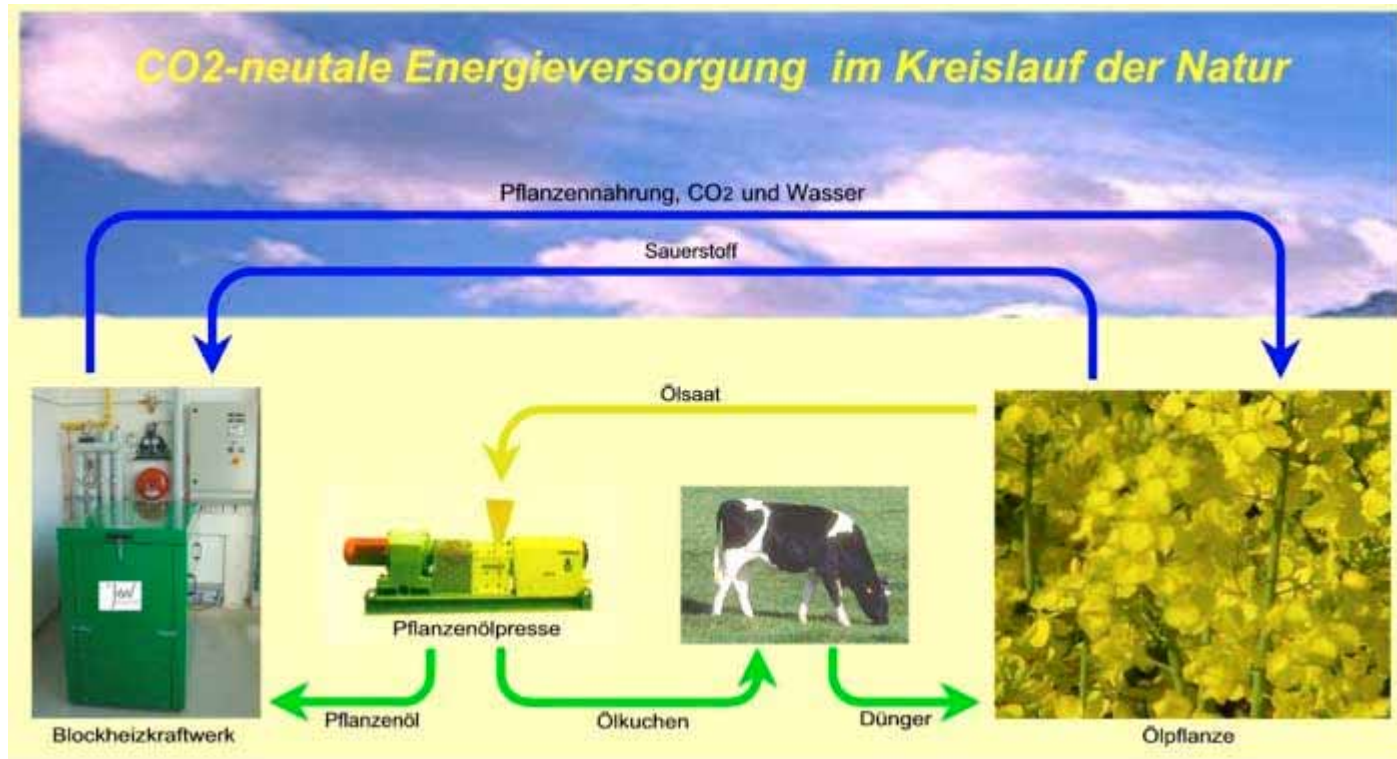 CO2-neutale Energieversorgung im Kreislauf der Natur
Pflanzennahrung, CO2 und Wasser
Sauerstoff
Ölsaat
Pflanzenölpresse
Pflanzenöl
Ölkuchen
Dünger
Blockheizkraftwerk
Ölpflanze